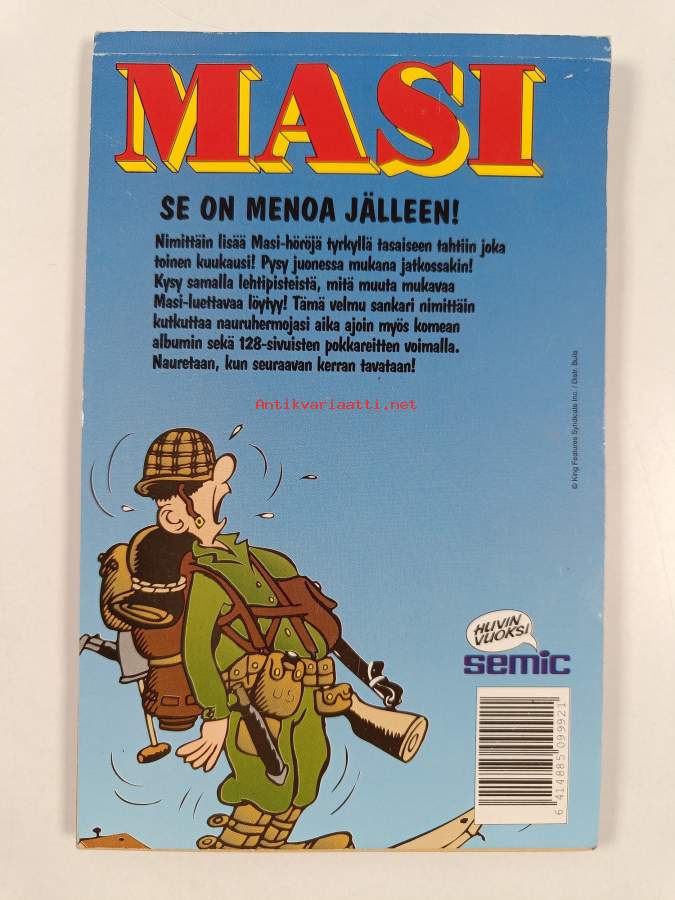 MASI
SE ON MENOA JÄLLEEN!
Nimittäin lisää Masi-höröjä tyrkyllä tasaiseen tahtiin joka
toinen kuukausi! Pysy juonessa mukana jatkossakin!
Kysy samalla lehtipisteistä, mitä muuta mukavaa
Masi-luettavaa löytyy! Tämä velmu sankari nimittäin
kutkuttaa nauruhermojasi aika ajoin myös komean
albumin sekä 128-sivuisten pokkareitten voimalla.
Nauretaan, kun seuraavan kerran tavataan!
Antikvariaatti.net
© King Features Syndicate Inc. / Distr. Bulls
US
HUVIN
VUOKSI
semic
6 414885 099921